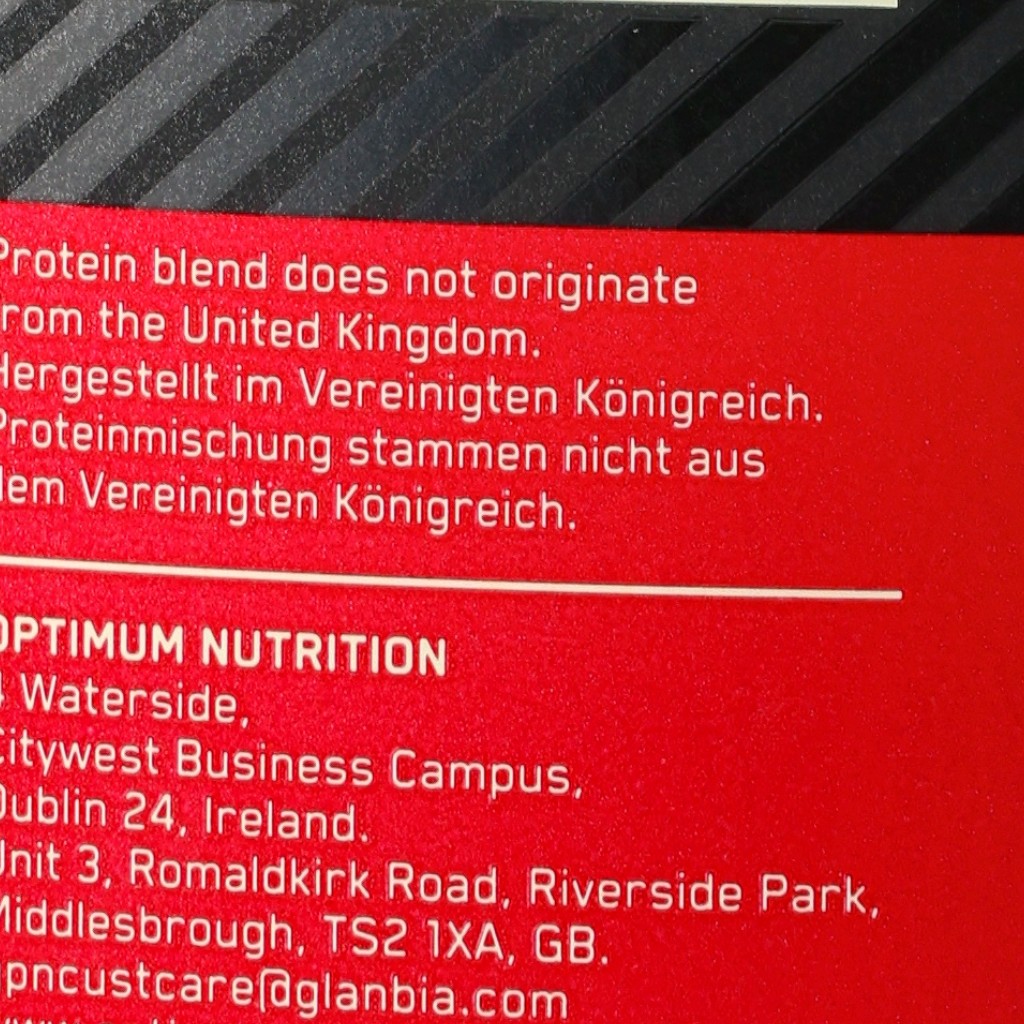 Protein blend does not originate
from the United Kingdom.
Hergestellt im Vereinigten Königreich.
Proteinmischung stammen nicht aus
dem Vereinigten Königreich.
OPTIMUM NUTRITION
4 Waterside,
Citywest Business Campus,
Dublin 24, Ireland.
Unit 3, Romaldkirk Road, Riverside Park,
Middlesbrough, TS2 1XA, GB.
pncustcare@glanbia.com